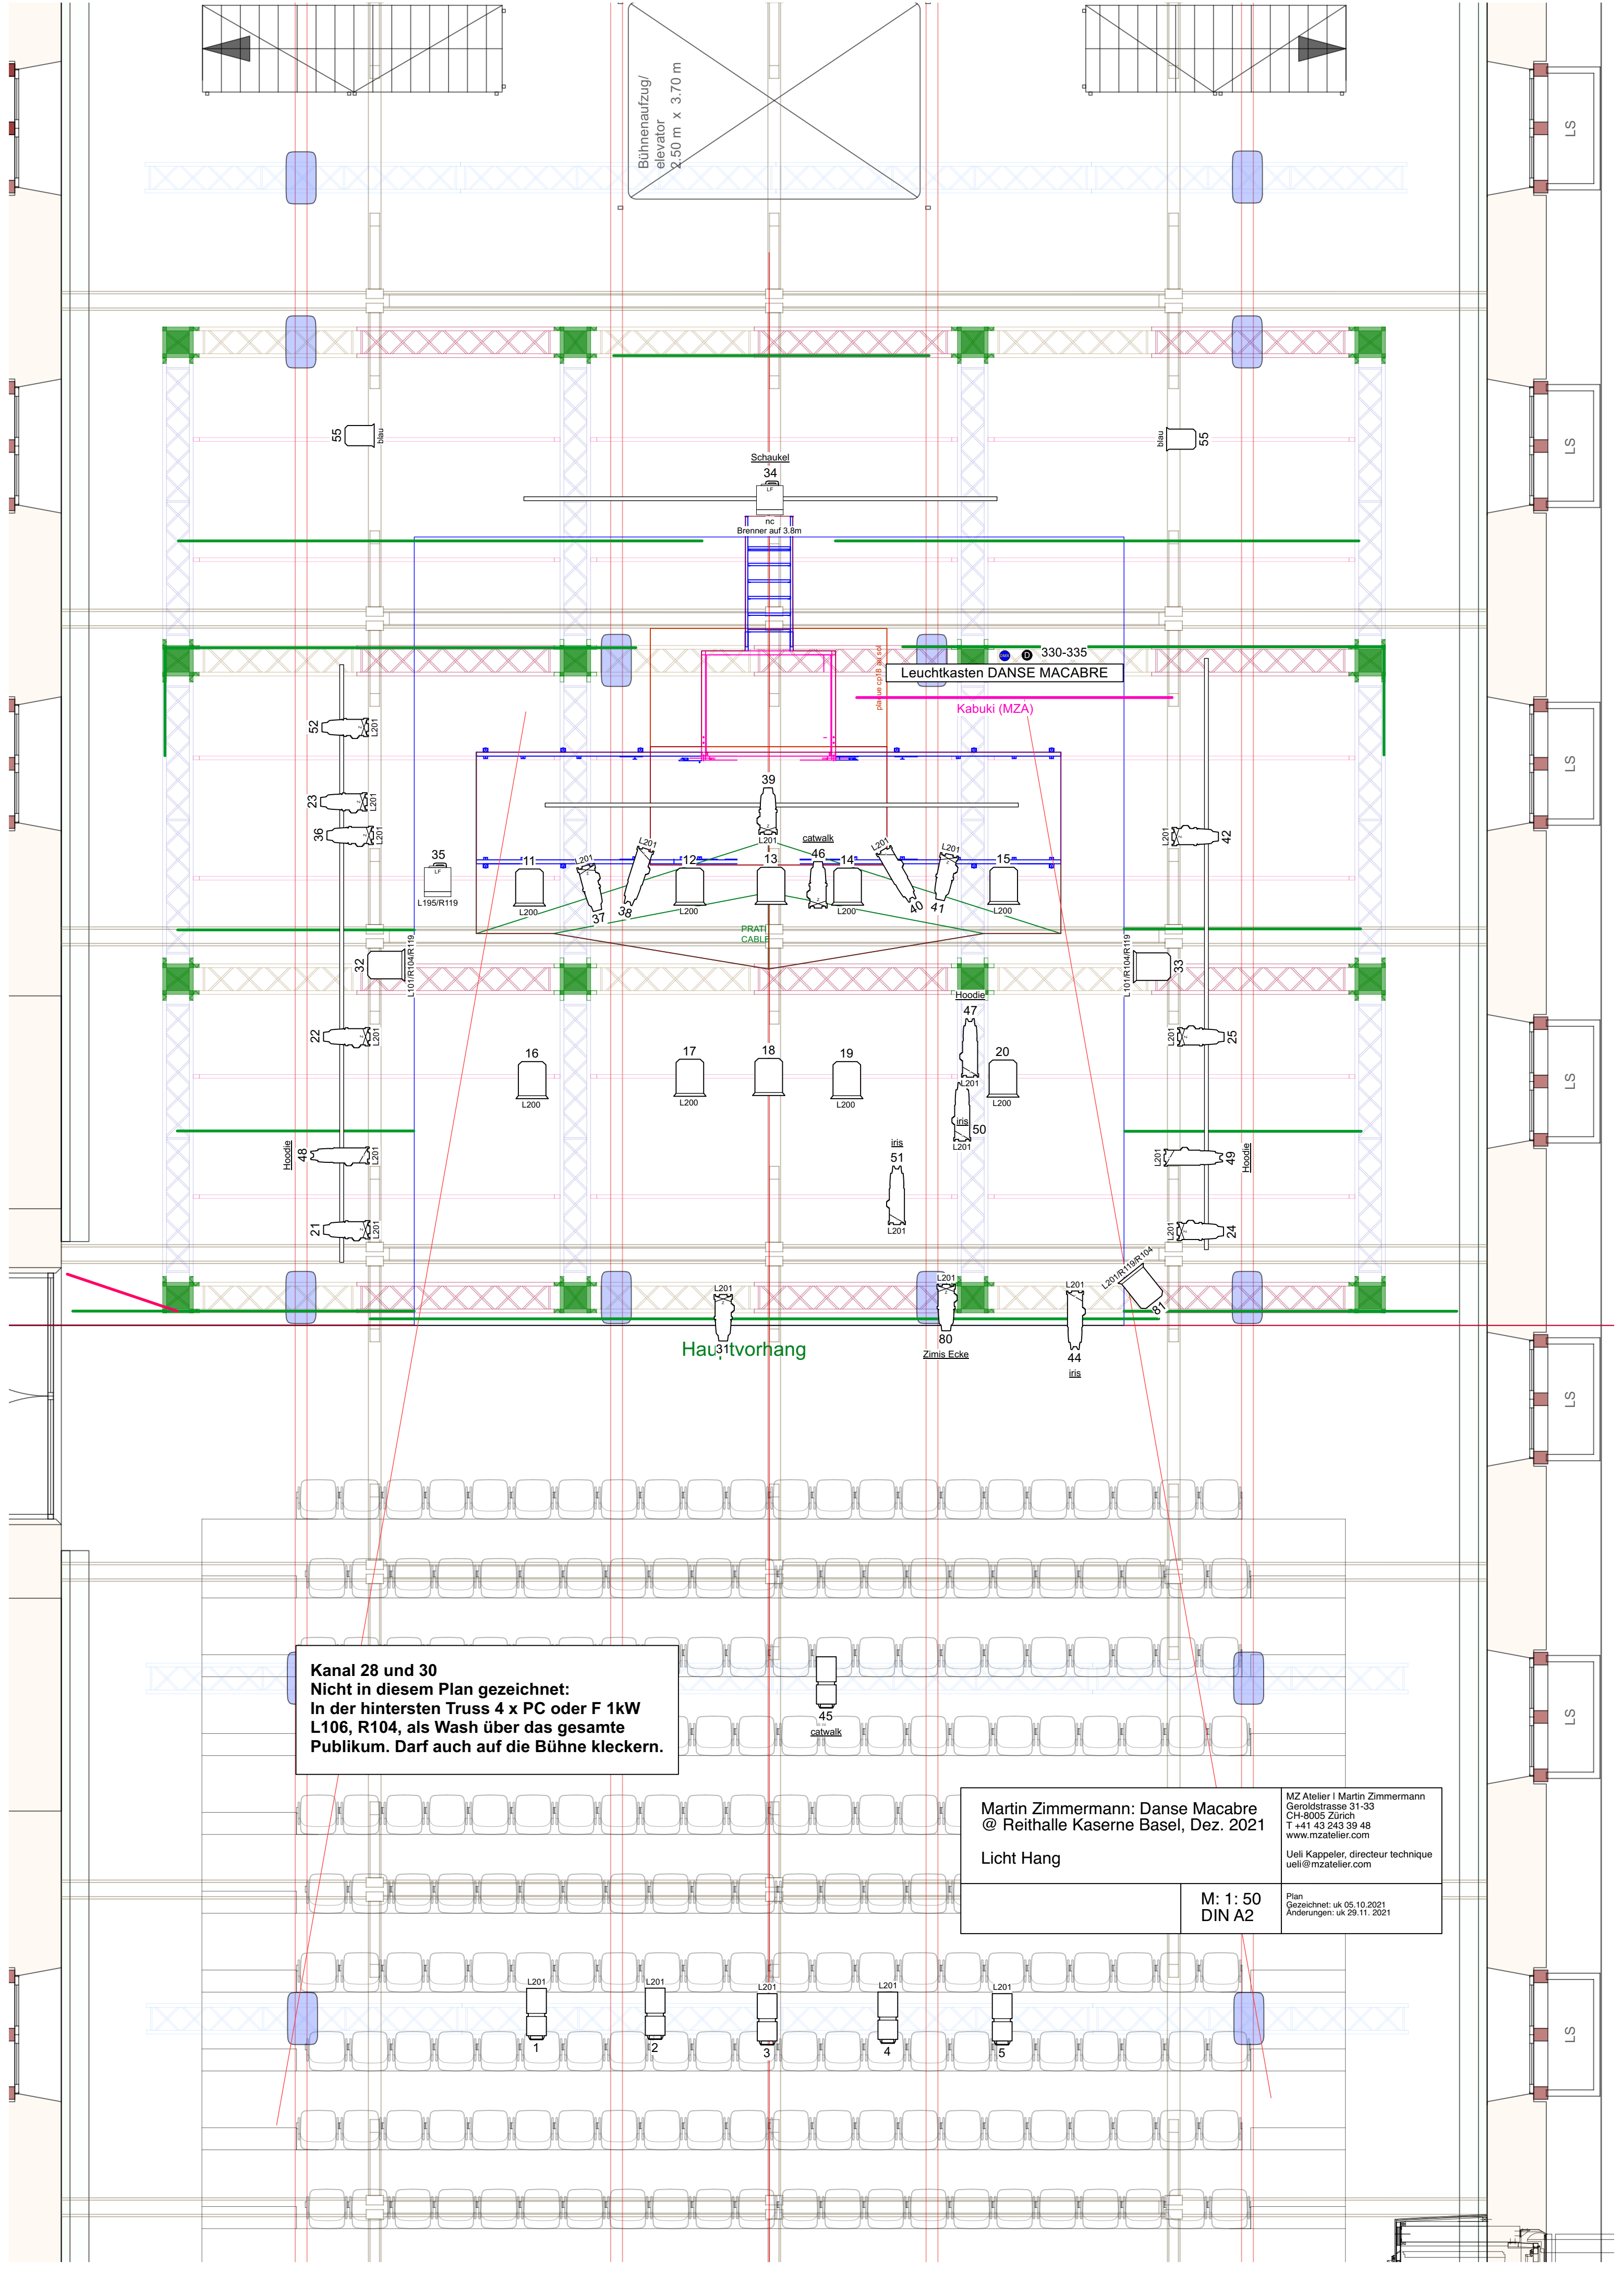 Bühnenaufzug/
elevator
2.50 m x 3.70 m
LS
LS
55
blau
blau
55
Schaukel
34
LF
nc
Brenner auf 3.8m
DMX
D
330-335
Leuchtkasten DANSE MACABRE
plaque cp18 au sol
Kabuki (MZA)
LS
52
L201
23
L201
36
L201
39
L201
catwalk
46
L201
42
35
LF
L195/R119
11
L200
L201
37
L201
38
12
L200
13
14
L200
L201
40
L201
41
15
L200
PRATI
CABLE
32
L101/R104/R119
L101/R104/R119
33
Hoodie
47
L201
22
L201
L201
25
LS
16
L200
17
L200
18
19
L200
20
L200
iris
50
L201
Hoodie
48
L201
iris
51
L201
L201
49
Hoodie
21
L201
L201
24
L201/R119/R104
81
L201
31
L201
80
Zimis Ecke
L201
44
iris
Hauptvorhang
LS
Kanal 28 und 30
Nicht in diesem Plan gezeichnet:
In der hintersten Truss 4 x PC oder F 1kW
L106, R104, als Wash über das gesamte
Publikum. Darf auch auf die Bühne kleckern.
45
catwalk
LS
Martin Zimmermann: Danse Macabre
@ Reithalle Kaserne Basel, Dez. 2021
Licht Hang
MZ Atelier I Martin Zimmermann
Geroldstrasse 31-33
CH-8005 Zürich
T +41 43 243 39 48
www.mzatelier.com
Ueli Kappeler, directeur technique
ueli@mzatelier.com
M: 1: 50
DIN A2
Plan
Gezeichnet: uk 05.10.2021
Änderungen: uk 29.11. 2021
L201
1
L201
2
L201
3
L201
4
L201
5
LS